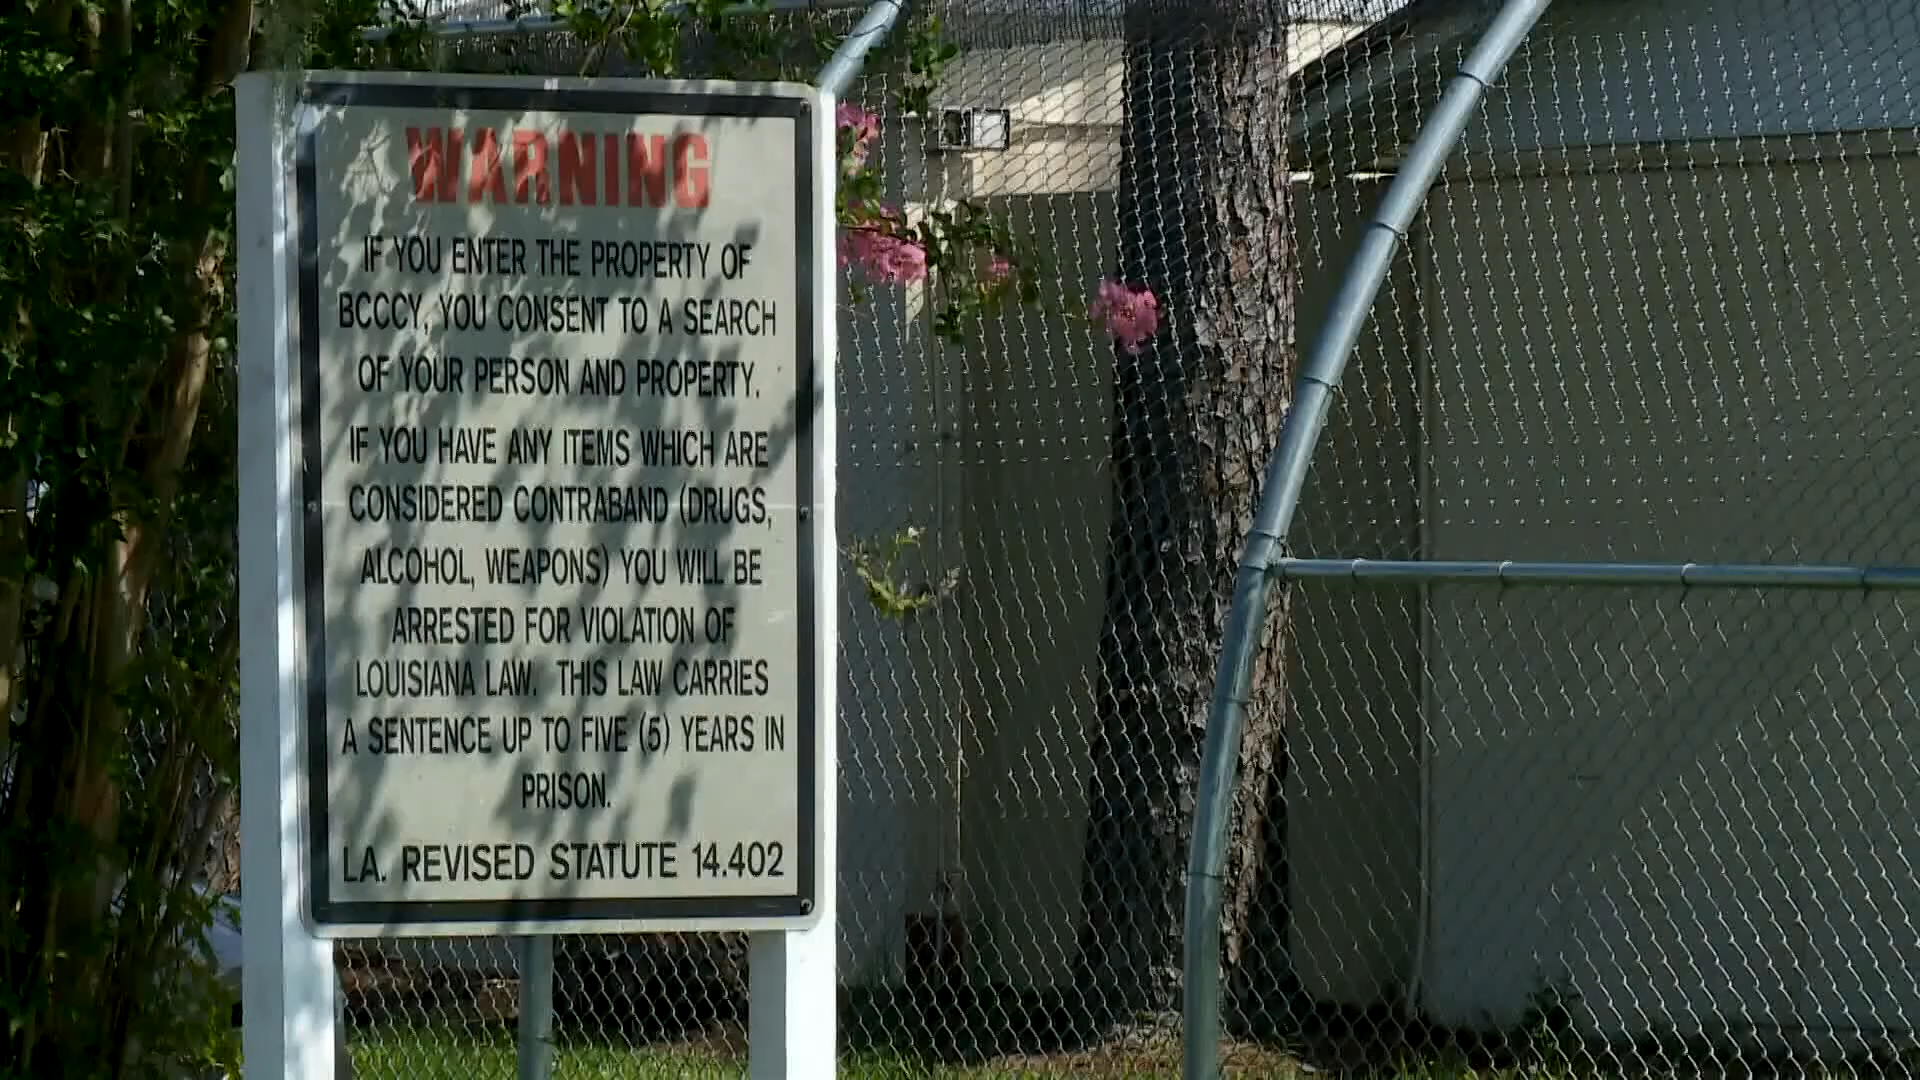 WARNING
IF YOU ENTER THE PROPERTY OF
BCCCY, YOU CONSENT TO A SEARCH
OF YOUR PERSON AND PROPERTY.
IF YOU HAVE ANY ITEMS WHICH ARE
CONSIDERED CONTRABAND (DRUGS,
ALCOHOL, WEAPONS) YOU WILL BE
ARRESTED FOR VIOLATION OF
LOUISIANA LAW. THIS LAW CARRIES
A SENTENCE UP TO FIVE (5) YEARS IN
PRISON.
LA. REVISED STATUTE 14.402